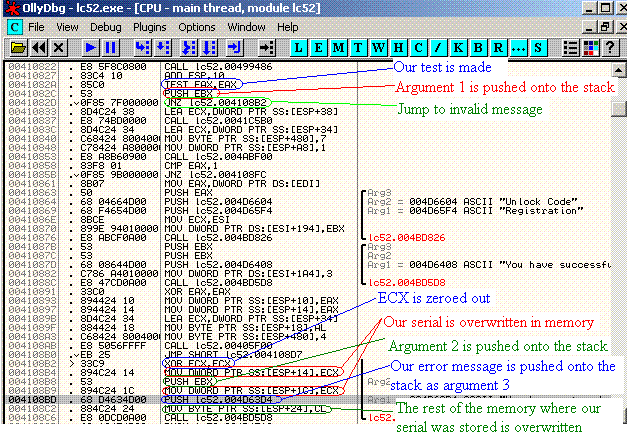 OllyDbg - lc52.exe - [CPU - main thread, module lc52]
C File View Debug Plugins Options Window Help
L E M T W H C / K B R ... S
00410822 . E8 5F8C0800 CALL lc52.00499486
00410827 . 83C4 10 ADD ESP,10
0041082A . 85C0 TEST EAX,EAX
0041082C . 53 PUSH EBX
0041082D .v0F85 7F000000 JNZ lc52.004108B2
00410833 . 8D4C24 38 LEA ECX,DWORD PTR SS:[ESP+38]
00410837 . E8 74BD0000 CALL lc52.0041C5B0
0041083C . 8D4C24 34 LEA ECX,DWORD PTR SS:[ESP+34]
00410840 . C68424 8004000 MOV BYTE PTR SS:[ESP+480],7
00410848 . C78424 A800000 MOV DWORD PTR SS:[ESP+A8],1
00410853 . E8 A8B60900 CALL lc52.004ABF00
00410858 . 83F8 01 CMP EAX,1
0041085B .v0F85 9B000000 JNZ lc52.004108FC
00410861 . 8B07 MOV EAX,DWORD PTR DS:[EDI]
00410863 . 50 PUSH EAX Arg3
00410864 . 68 04664D00 PUSH lc52.004D6604 Arg2 = 004D6604 ASCII "Unlock Code"
00410869 . 68 F4654D00 PUSH lc52.004D65F4 Arg1 = 004D65F4 ASCII "Registration"
0041086E . 8BCE MOV ECX,ESI
00410870 . 899E 94010000 MOV DWORD PTR DS:[ESI+194],EBX
00410876 . E8 ABCF0A00 CALL lc52.004BD826 lc52.004BD826
0041087B . 53 PUSH EBX Arg3
0041087C . 53 PUSH EBX Arg2
0041087D . 68 08644D00 PUSH lc52.004D6408 Arg1 = 004D6408 ASCII "You have successfu
00410882 . C786 A4010000 MOV DWORD PTR DS:[ESI+1A4],3
0041088C . E8 47CD0A00 CALL lc52.004BD5D8 lc52.004BD5D8
00410891 . 33C0 XOR EAX,EAX
00410893 . 894424 10 MOV DWORD PTR SS:[ESP+10],EAX
00410897 . 894424 14 MOV DWORD PTR SS:[ESP+14],EAX
0041089B . 8D4C24 34 LEA ECX,DWORD PTR SS:[ESP+34]
0041089F . 884424 18 MOV BYTE PTR SS:[ESP+18],AL
004108A3 . C68424 8004000 MOV BYTE PTR SS:[ESP+480],4
004108AB . E8 5056FFFF CALL lc52.00405F00
004108B0 . EB 25 JMP SHORT lc52.004108D7
004108B2 > 33C9 XOR ECX,ECX
004108B4 . 894C24 14 MOV DWORD PTR SS:[ESP+14],ECX
004108B8 . 53 PUSH EBX
004108B9 . 894C24 1C MOV DWORD PTR SS:[ESP+1C],ECX
004108BD . 68 D4634D00 PUSH lc52.004D63D4
004108C2 . 884C24 24 MOV BYTE PTR SS:[ESP+24],CL
004108C6 . E8 0DCD0A00 CALL lc52.004BD5D8 lc52.
Our test is made
Argument 1 is pushed onto the stack
Jump to invalid message
ECX is zeroed out
Our serial is overwritten in memory
Argument 2 is pushed onto the stack
Our error message is pushed onto the
stack as argument 3
The rest of the memory where our
serial was stored is overwritten